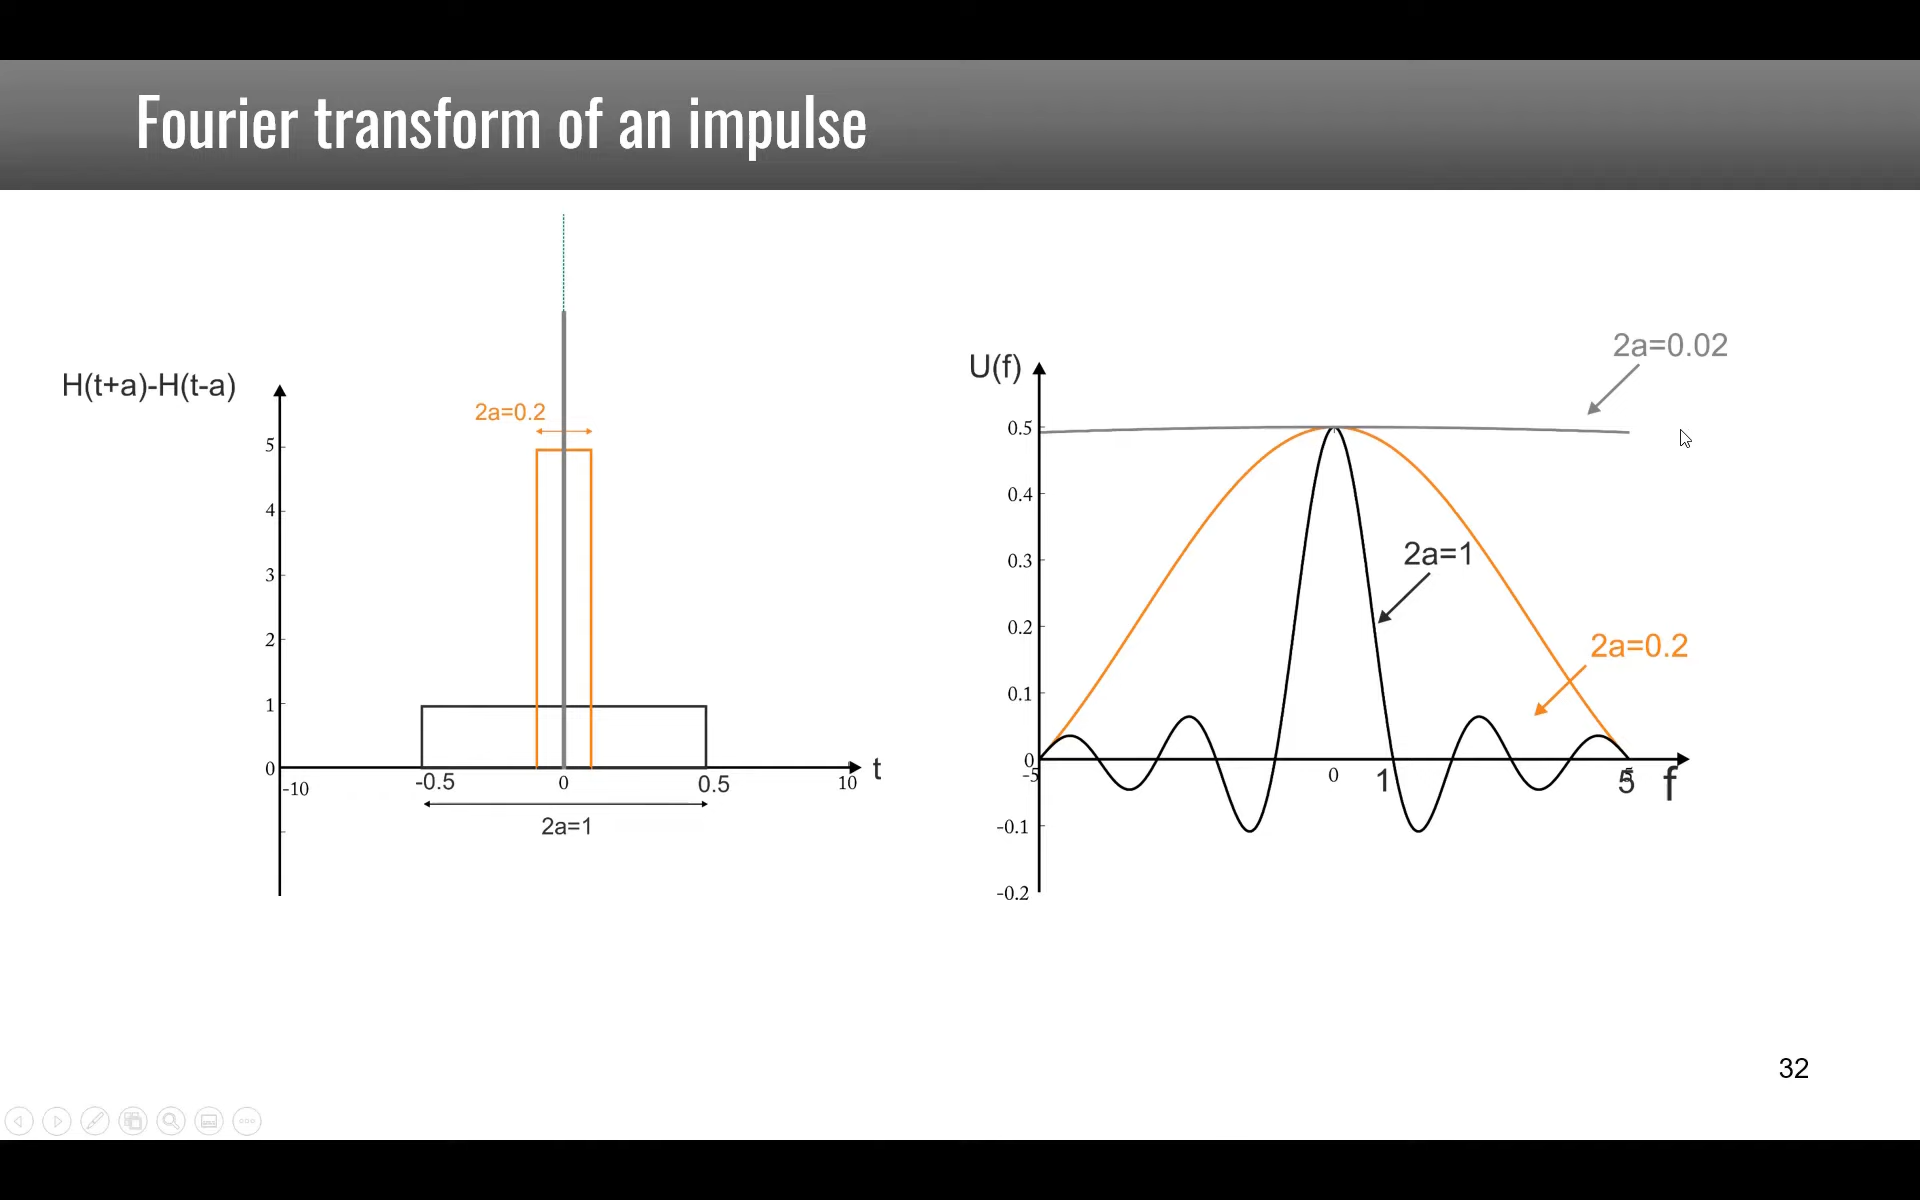 Fourier transform of an impulse
H(t+a)-H(t-a)
2a=0.2
5
4
3
2
1
0
-10
-0.5
0
0.5
10
t
2a=1
U(f)
2a=0.02
0.5
0.4
0.3
0.2
0.1
0
-0.1
-0.2
2a=1
2a=0.2
-5
0
1
5
f
32